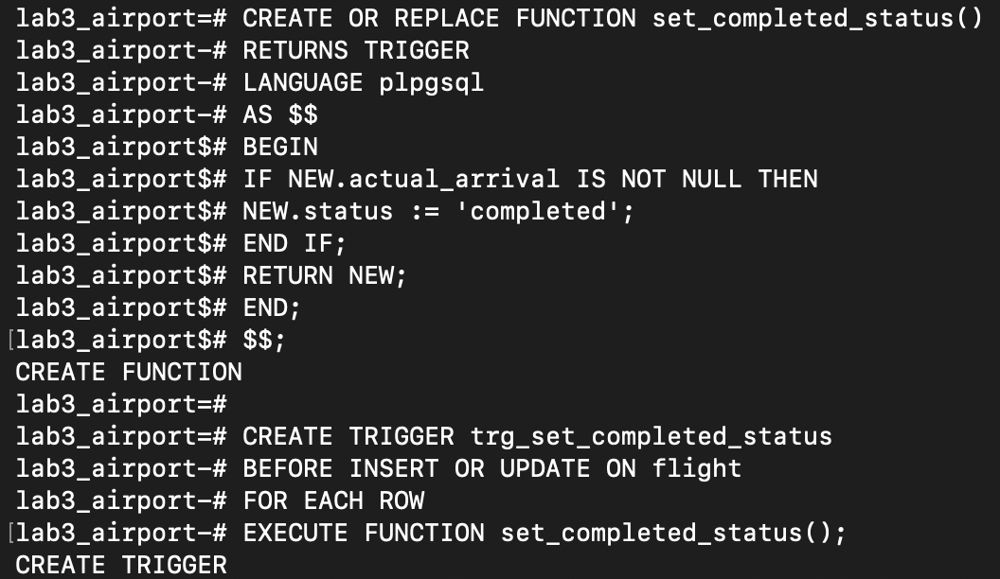 lab3_airport=# CREATE OR REPLACE FUNCTION set_completed_status()
lab3_airport-# RETURNS TRIGGER
lab3_airport-# LANGUAGE plpgsql
lab3_airport-# AS $$
lab3_airport$# BEGIN
lab3_airport$# IF NEW.actual_arrival IS NOT NULL THEN
lab3_airport$# NEW.status := 'completed';
lab3_airport$# END IF;
lab3_airport$# RETURN NEW;
lab3_airport$# END;
[lab3_airport$# $$;
CREATE FUNCTION
lab3_airport=#
lab3_airport=# CREATE TRIGGER trg_set_completed_status
lab3_airport-# BEFORE INSERT OR UPDATE ON flight
lab3_airport-# FOR EACH ROW
[lab3_airport-# EXECUTE FUNCTION set_completed_status();
CREATE TRIGGER